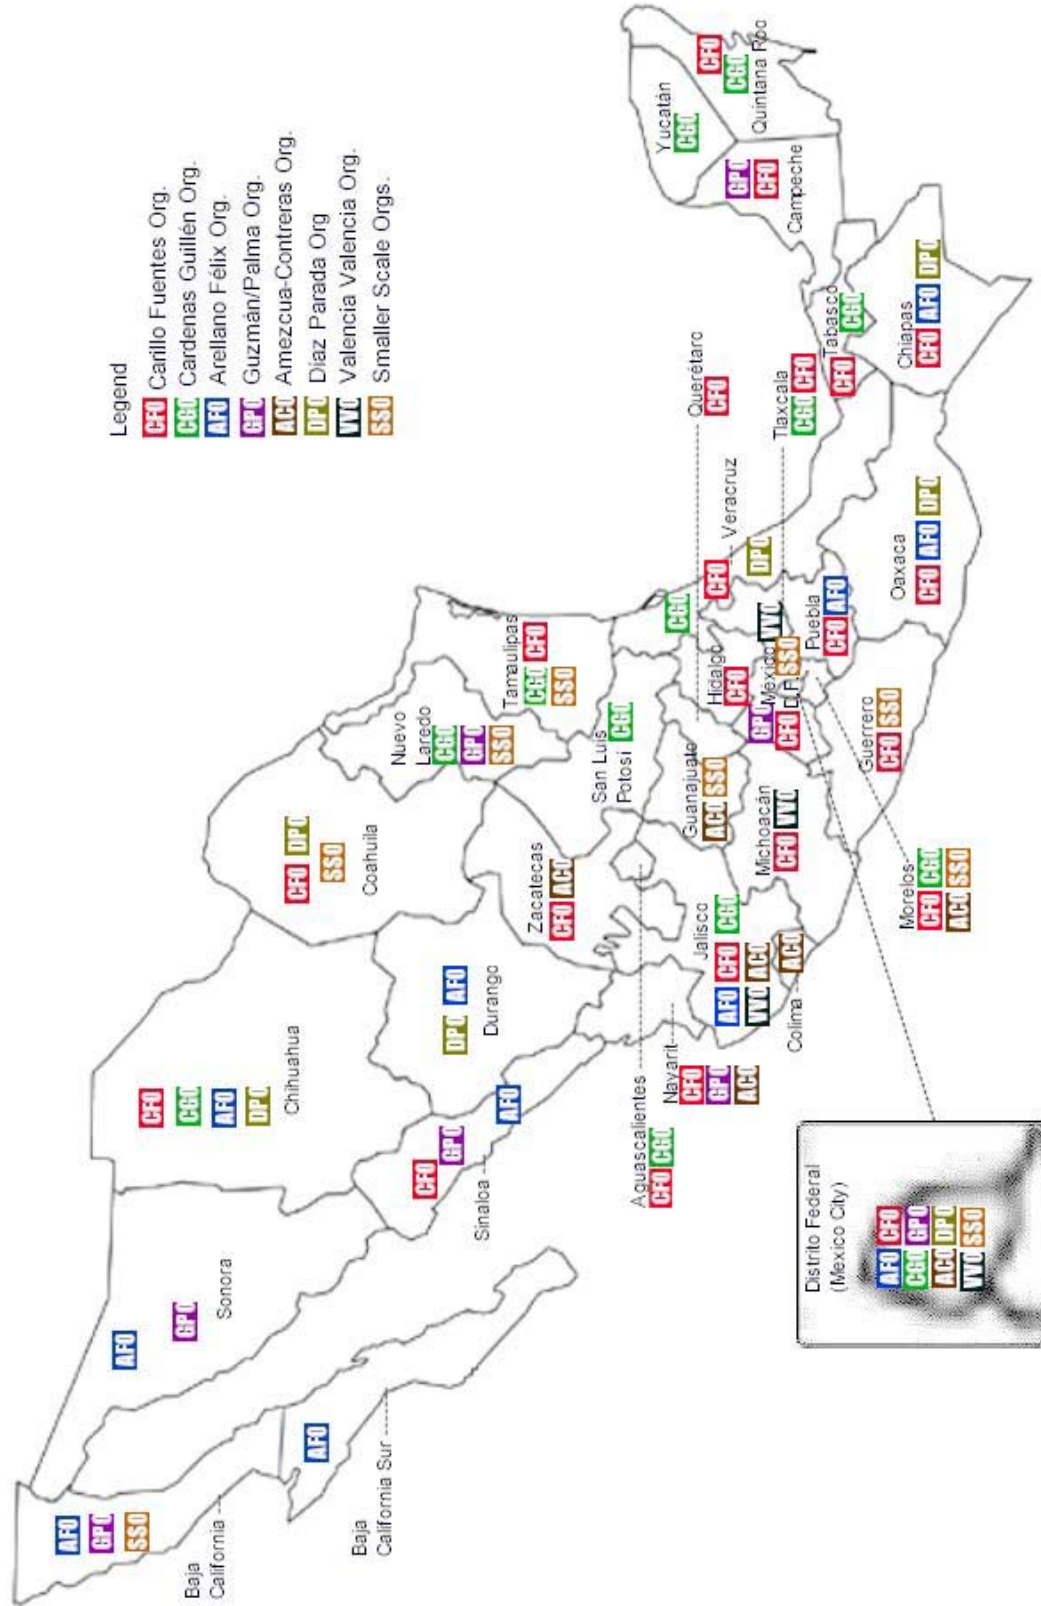 Legend
CFO Carillo Fuentes Org.
CGO Cardenas Guillén Org.
AFO Arellano Félix Org.
GPO Guzmán/Palma Org.
ACO Amezcua-Contreras Org.
DPO Díaz Parada Org
VVO Valencia Valencia Org.
SSO Smaller Scale Orgs.
AFO
GPO
SSO
Baja
California
AFO
Baja
California Sur
AFO
GPO
Sonora
CFO
CGO
AFO
DPO
Chihuahua
CFO
GPO
AFO
Sinaloa
DPO AFO
Durango
CFO DPO
SSO
Coahuila
Nuevo
Laredo
CGO
GPO
SSO
Tamaulipas
CGO CFO
SSO
Zacatecas
CFO ACO
San Luis
Potosí CGO
Aguascalientes
CFO CGO
Nayarit
CFO
GPO
ACO
Jalisco
CGO
AFO CFO
VVO ACO
Colima
ACO
Guanajuato
ACO SSO
Michoacán
CFO VVO
Querétaro
CFO
Hidalgo
CFO
México
VVO
GPO
SSO
CFO
D.F.
CGO
CFO
Veracruz
DPO
Tlaxcala
CGO CFO
CFO
Puebla
CFO AFO
Morelos
CFO CGO
ACO SSO
Guerrero
CFO SSO
Oaxaca
CFO AFO DPO
Tabasco
CGO
Chiapas
CFO AFO DPO
GPO
CFO
Campeche
Yucatán
CGO
CFO
CGO
Quintana Roo
Distrito Federal
(Mexico City)
AFO CFO
CGO GPO
ACO DPO
VVO SSO